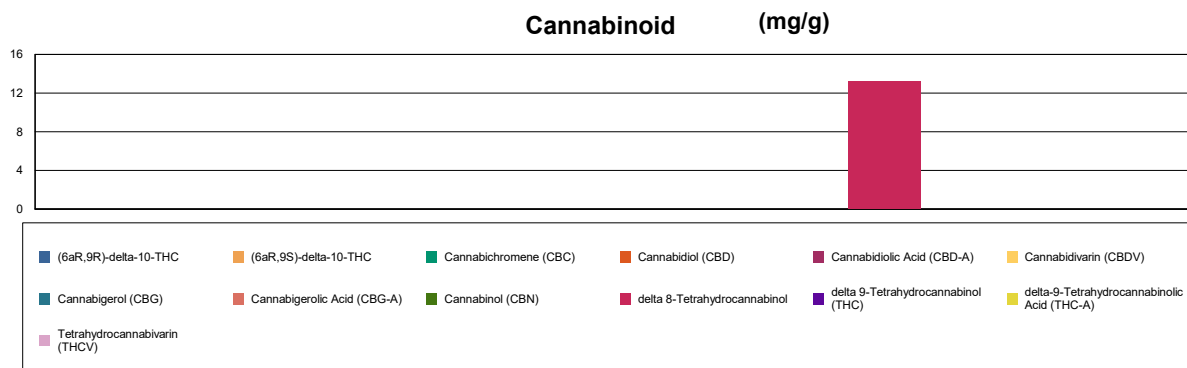 Cannabinoid (mg/g)
16
12
8
4
0
(6aR,9R)-delta-10-THC
(6aR,9S)-delta-10-THC
Cannabichromene (CBC)
Cannabidiol (CBD)
Cannabidiolic Acid (CBD-A)
Cannabidivarin (CBDV)
Cannabigerol (CBG)
Cannabigerolic Acid (CBG-A)
Cannabinol (CBN)
delta 8-Tetrahydrocannabinol
delta 9-Tetrahydrocannabinol
(THC)
delta-9-Tetrahydrocannabinolic
Acid (THC-A)
Tetrahydrocannabivarin
(THCV)